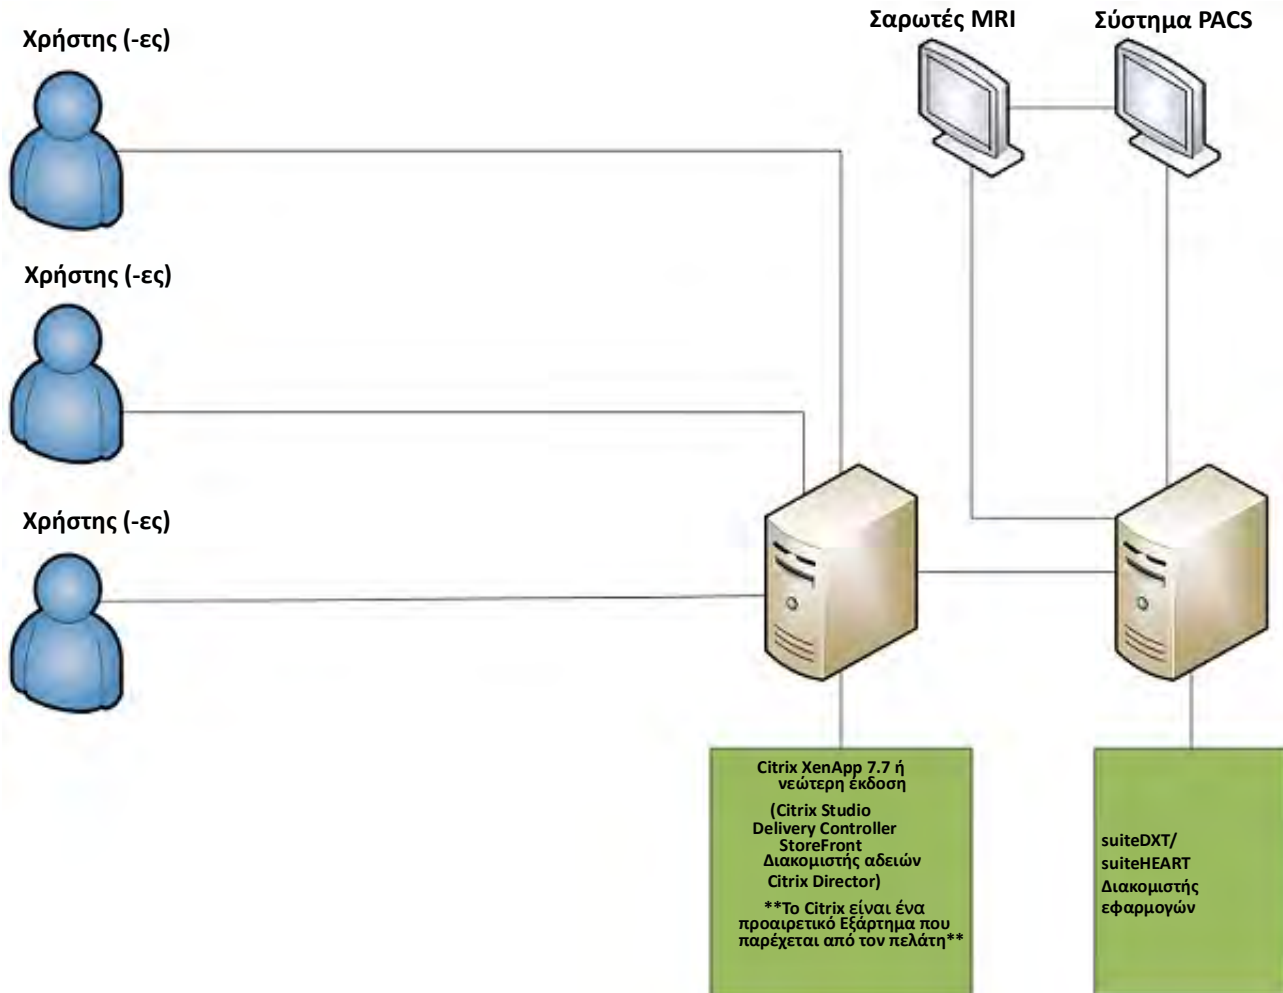 Χρήστης (-ες)
Σαρωτές MRI
Σύστημα PACS
Χρήστης (-ες)
Χρήστης (-ες)
Citrix XenApp 7.7 ή
νεώτερη έκδοση
(Citrix Studio
Delivery Controller
StoreFront
Διακομιστής αδειών
Citrix Director)
**Το Citrix είναι ένα
προαιρετικό Εξάρτημα που
παρέχεται από τον πελάτη**
suiteDXT/
suiteHEART
Διακομιστής
εφαρμογών